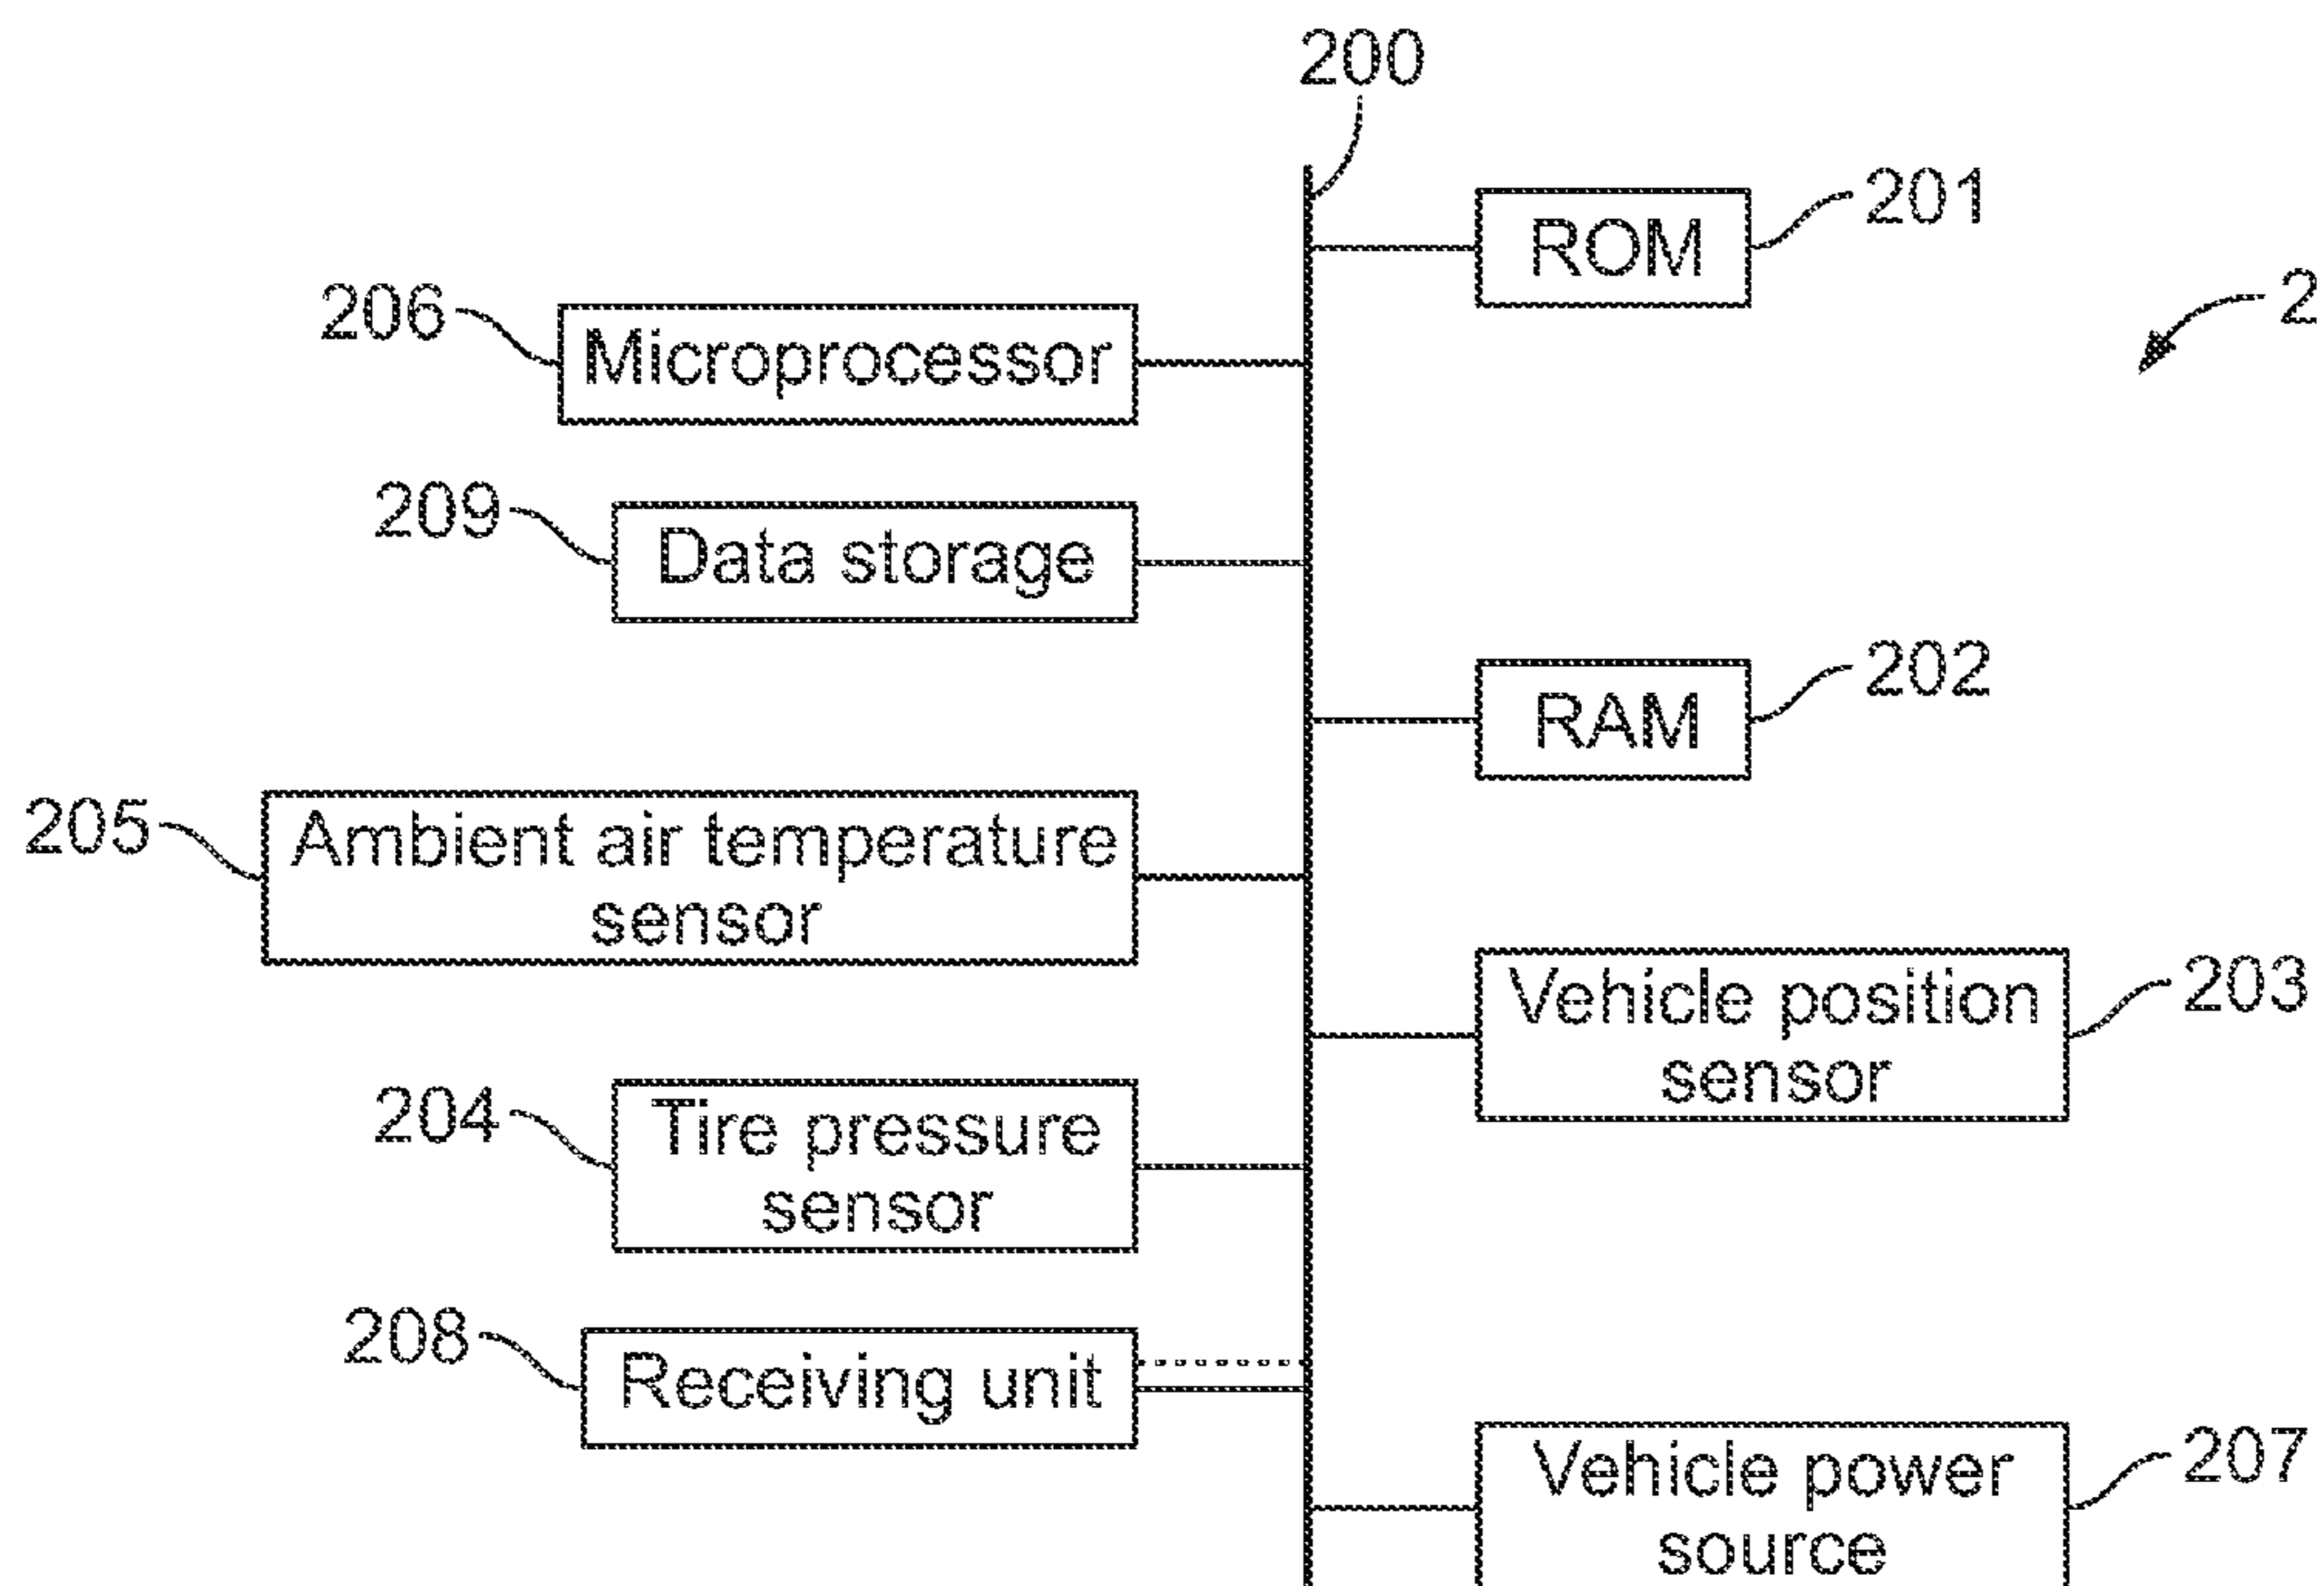 200
ROM
201
2
206
Microprocessor
209
Data storage
RAM
202
205
Ambient air temperature
sensor
Vehicle position
sensor
203
204
Tire pressure
sensor
208
Receiving unit
Vehicle power
source
207